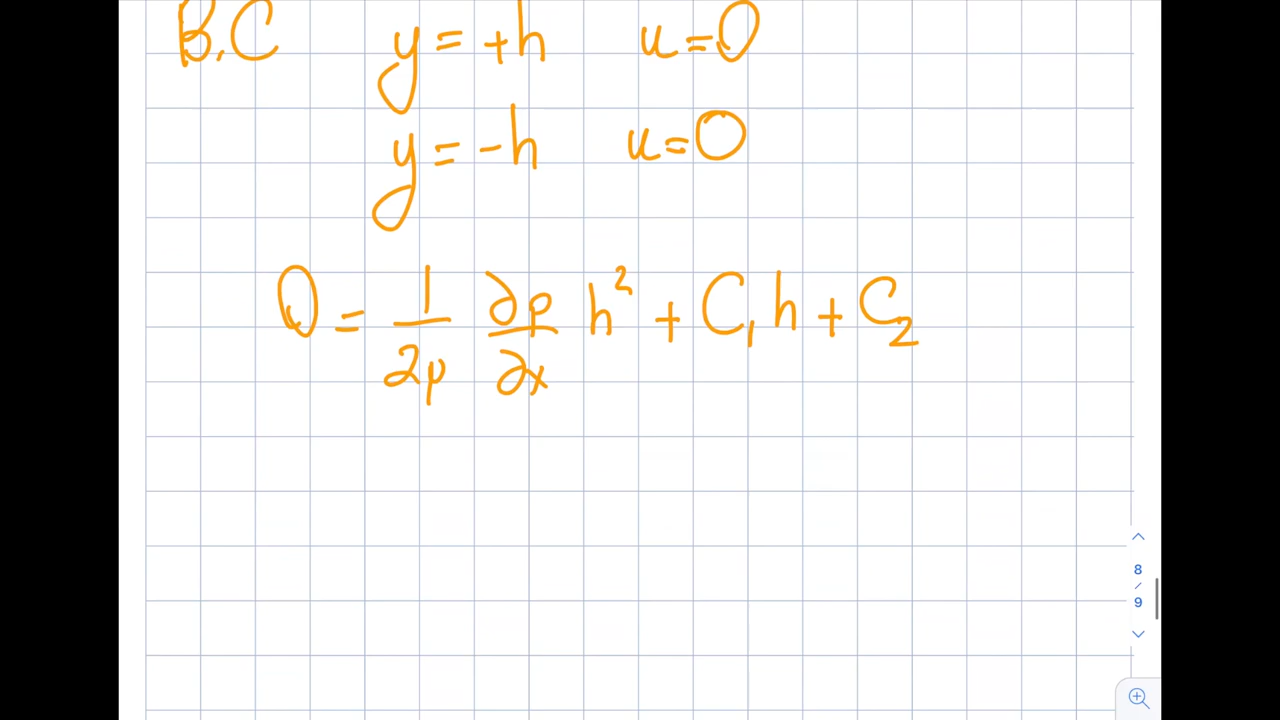 B.C y = +h u = 0
y = -h u = 0
0 = 1/2μ ∂p/∂x h² + C₁h + C₂
8
9